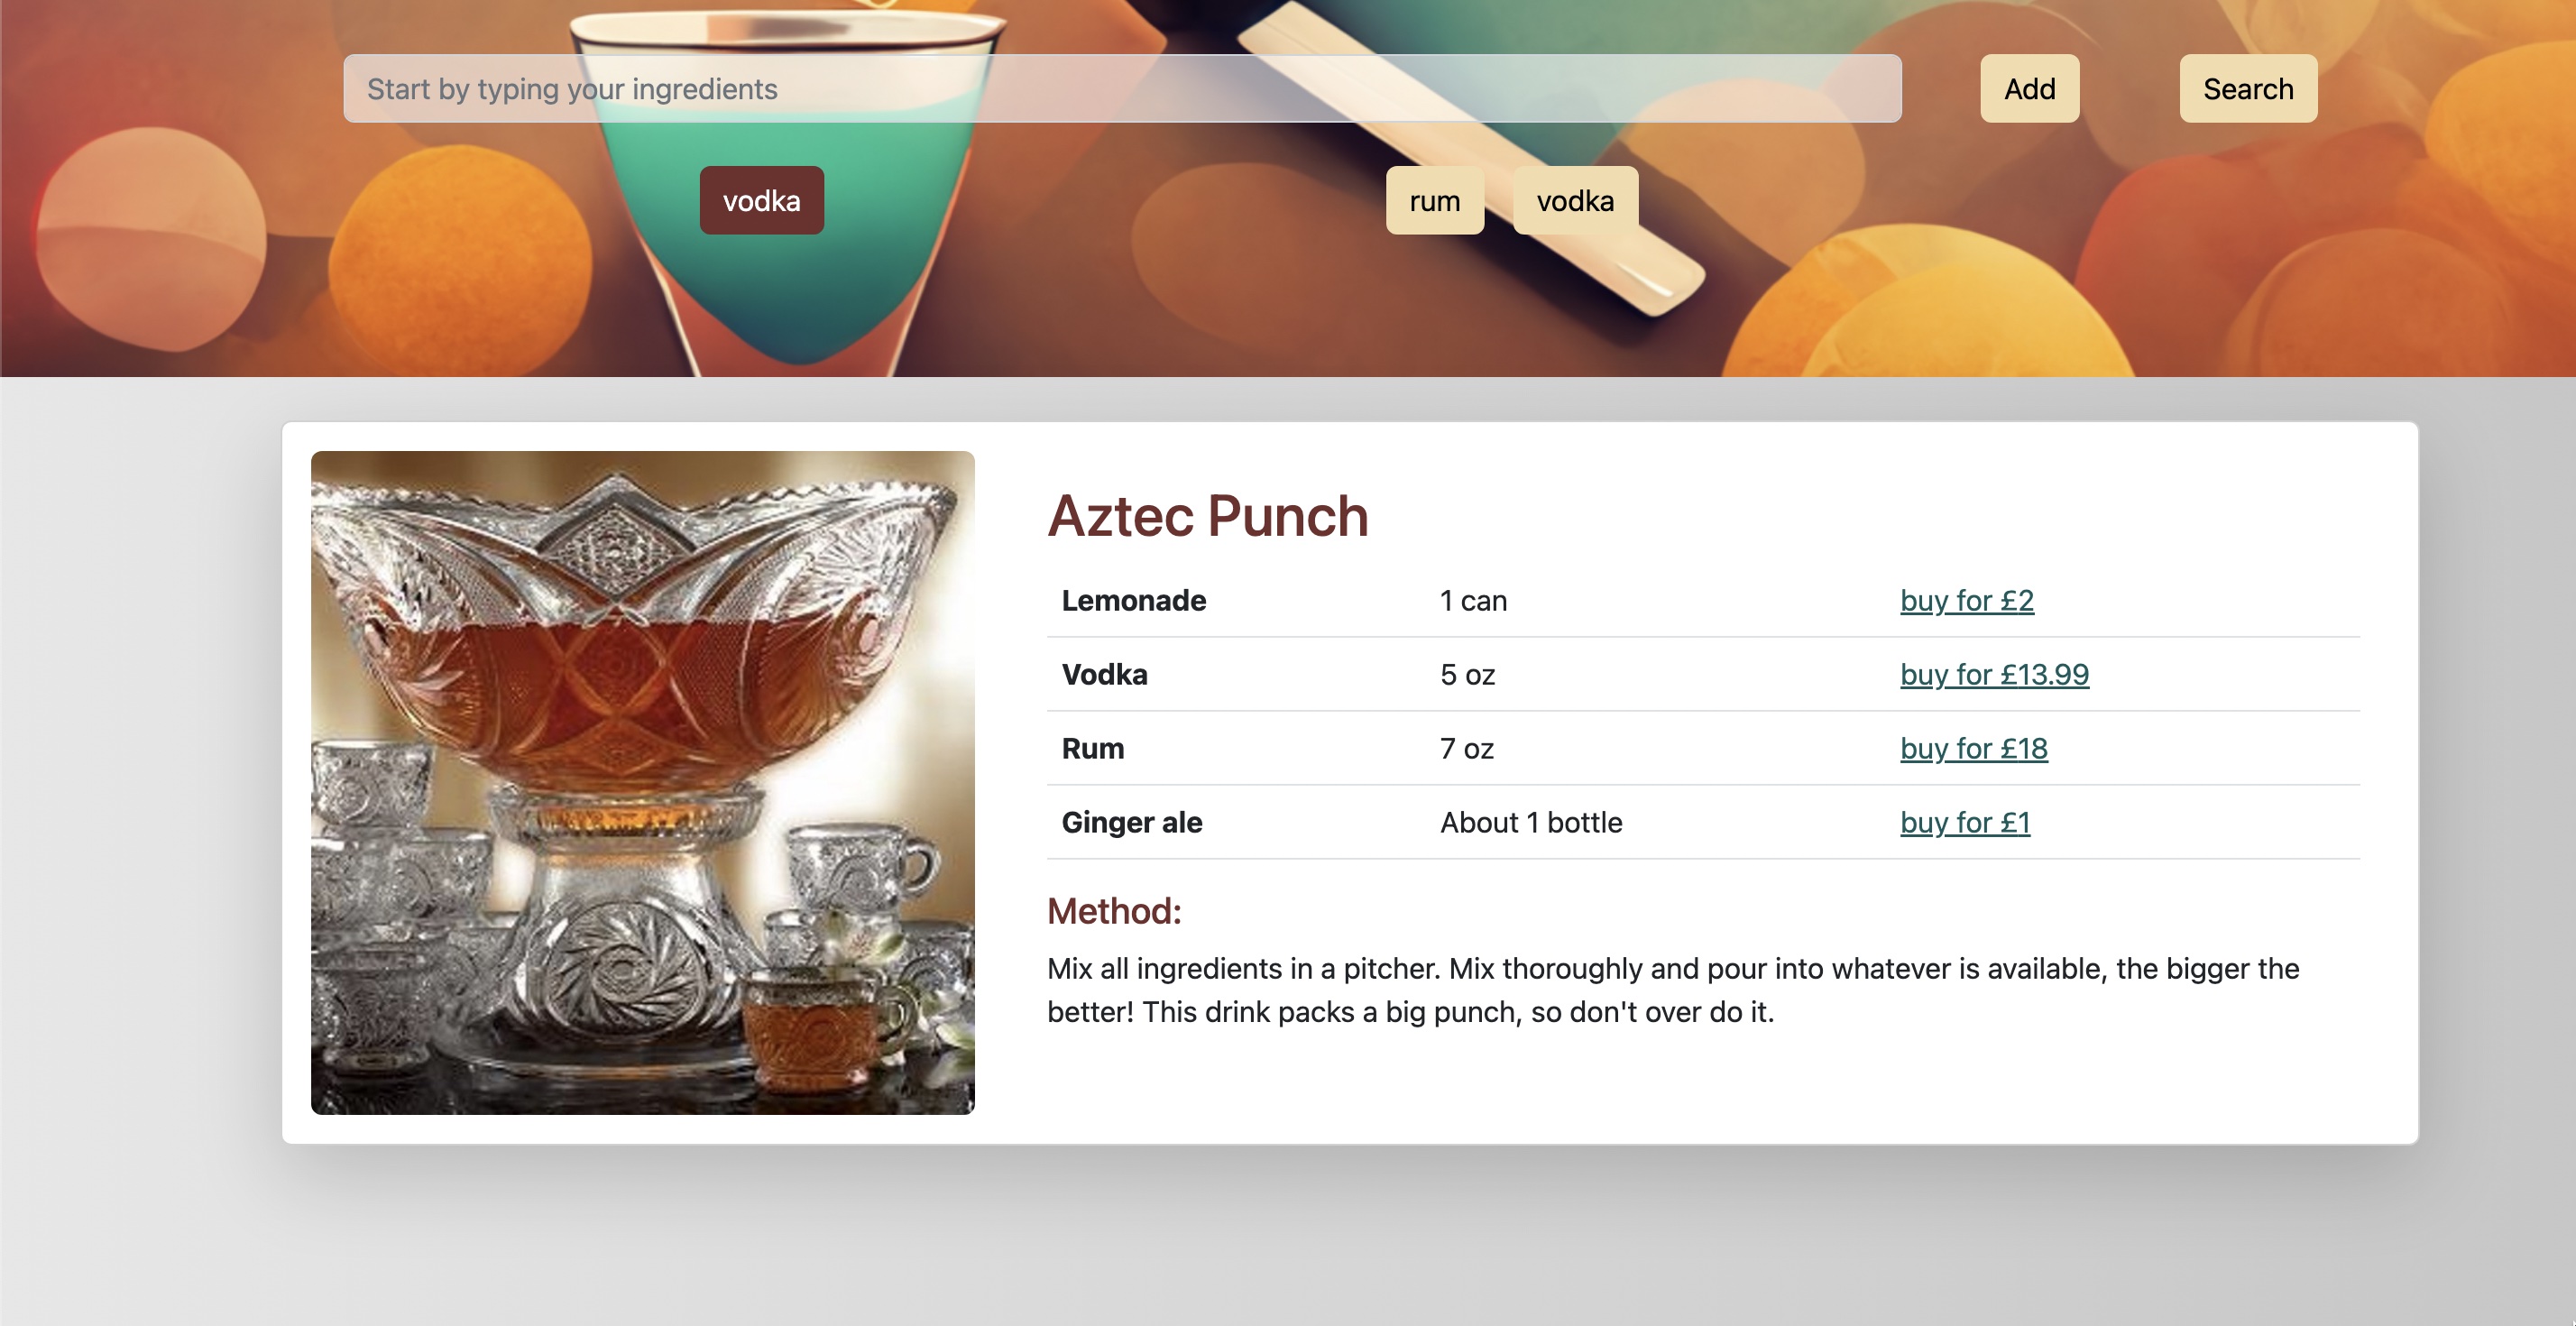 Start by typing your ingredients
Add
Search
vodka
rum
vodka
Aztec Punch
Lemonade 1 can buy for £2
Vodka 5 oz buy for £13.99
Rum 7 oz buy for £18
Ginger ale About 1 bottle buy for £1
Method:
Mix all ingredients in a pitcher. Mix thoroughly and pour into whatever is available, the bigger the
better! This drink packs a big punch, so don't over do it.